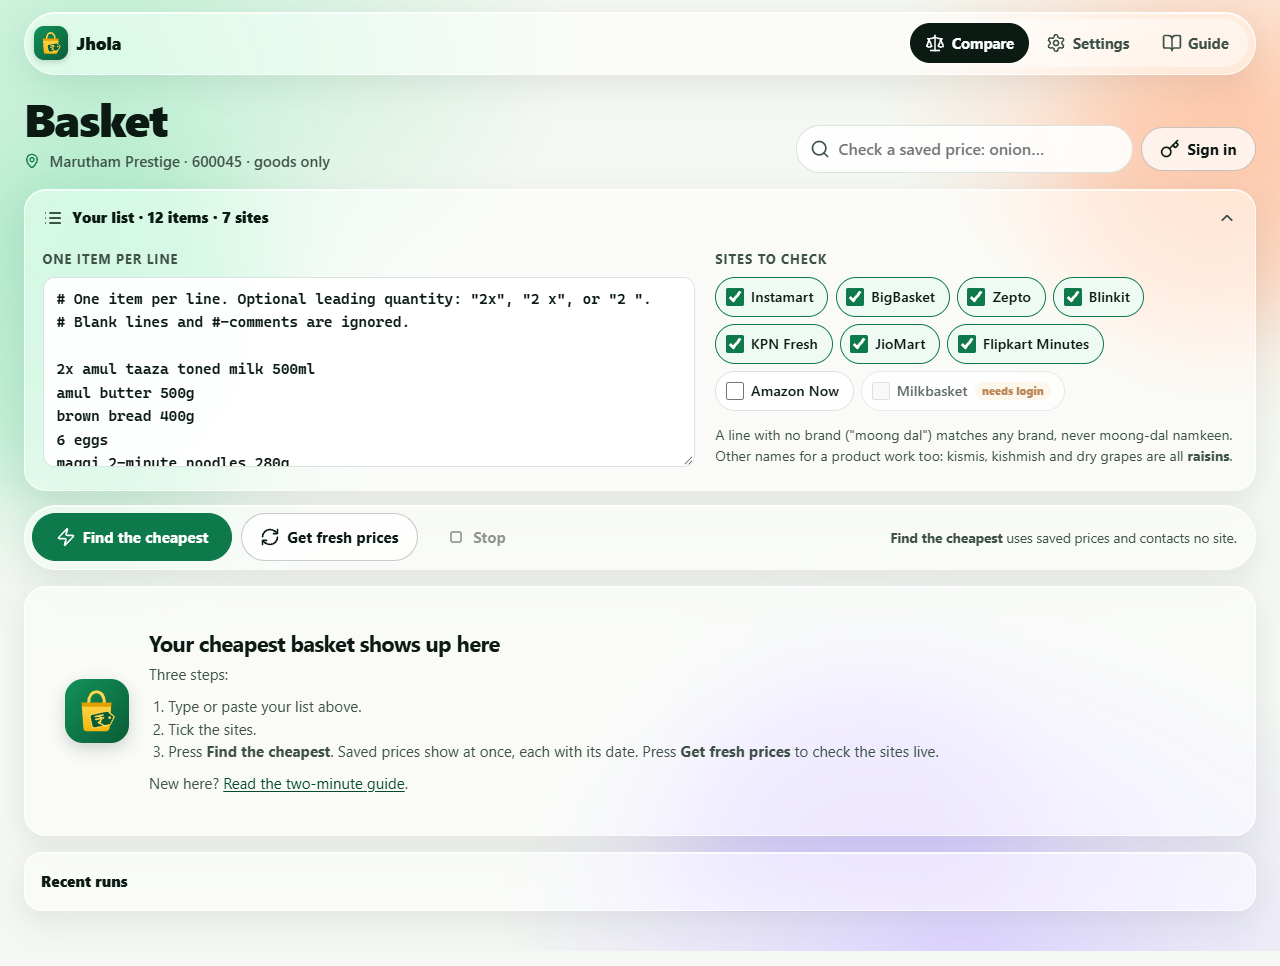 Jhola
Compare
Settings
Guide
Basket
Marutham Prestige · 600045 · goods only
Check a saved price: onion...
Sign in
Your list · 12 items · 7 sites
ONE ITEM PER LINE
# One item per line. Optional leading quantity: "2x", "2 x", or "2 ".
# Blank lines and #-comments are ignored.
2x amul taaza toned milk 500ml
amul butter 500g
brown bread 400g
6 eggs
maggi 2-minute noodles 280g
SITES TO CHECK
Instamart
BigBasket
Zepto
Blinkit
KPN Fresh
JioMart
Flipkart Minutes
Amazon Now
Milkbasket needs login
A line with no brand ("moong dal") matches any brand, never moong-dal namkeen.
Other names for a product work too: kismis, kishmish and dry grapes are all raisins.
Find the cheapest
Get fresh prices
Stop
Find the cheapest uses saved prices and contacts no site.
Your cheapest basket shows up here
Three steps:
1. Type or paste your list above.
2. Tick the sites.
3. Press Find the cheapest. Saved prices show at once, each with its date. Press Get fresh prices to check the sites live.
New here? Read the two-minute guide.
Recent runs